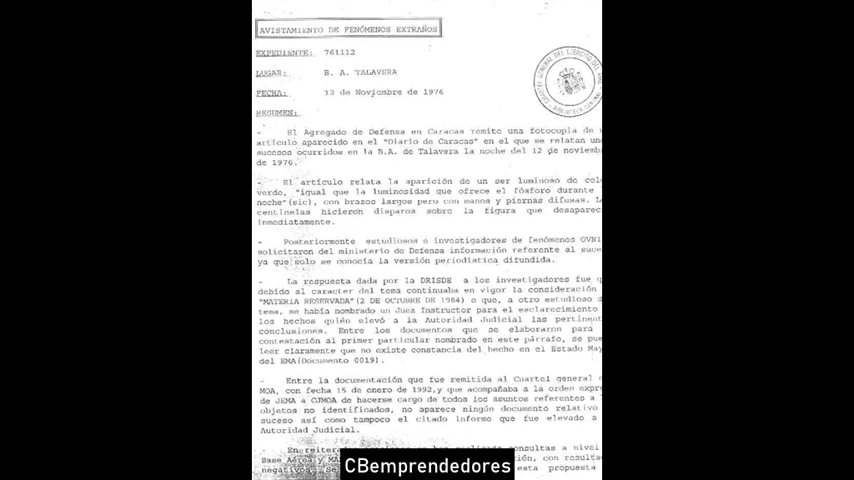 AVISTAMIENTO DE FENÓMENOS EXTRAÑOS
EXPEDIENTE: 761112
LUGAR: B. A. TALAVERA
FECHA: 12 de Noviembre de 1976
RESUMEN:
- El Agregado de Defensa en Caracas remito una fotocopia de
artículo aparecido en el "Diario de Caracas" en el que se relatan
sucesos ocurridos en la B.A. de Talavera la noche del 12 de
de 1976.
- El artículo relata la aparición de un ser luminoso de
verde, "igual que la luminosidad que ofrece el fósforo durante
noche"(sic), con brazos largos pero con manos y piernas difusas.
centinelas hicieron disparos sobre la figura que
inmediatamente.
- Posteriormente estudiosos e investigadores de fenómenos
solicitaron del ministerio de Defensa información referente al
ya que solo se conocía la versión periodística difundida.
- La respuesta dada por la DRISDE a los investigadores fue
debido al caracter del tema continuaba en vigor la consideración
"MATERIA RESERVADA"(2 DE OCTUBRE DE 1984) o que, a otro estudioso
tema, se había nombrado un Juez Instructor para el esclarecimiento
los hechos quién elevó a la Autoridad Judicial las
conclusiones. Entre los documentos que se elaboraron para
contestación al primer particular nombrado en este párrafo, se
leer claramente que no existe constancia del hecho en el Estado
del EMA(Documento 0019).
- Entre la documentación que fue remitida al Cuartel general
MOA, con fecha 15 de enero de 1992,y que acompañaba a la orden
de JEMA a CJMOA de hacerse cargo de todos los asuntos referentes a
objetos no identificados, no aparece ningún documento relativo
suceso así como tampoco el citado informe que fue elevado a
Autoridad Judicial.
- En consultas a nivel
Base Aérea y con
negativos. esta propuesta
CBemprendedores